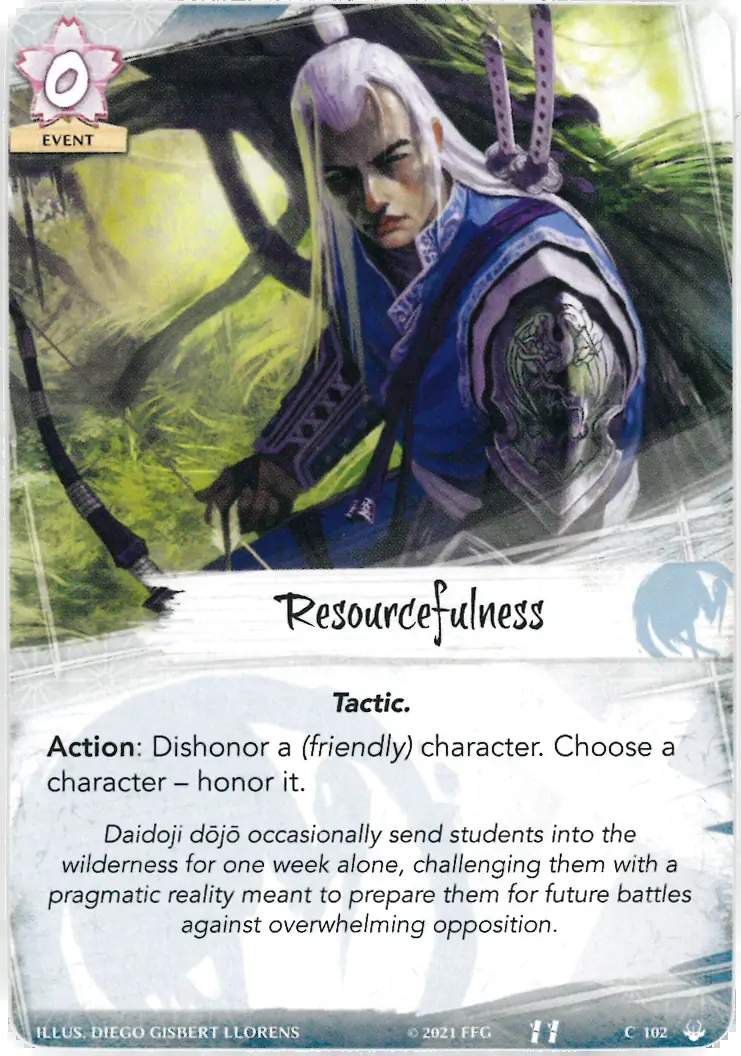 0
EVENT
Resourcefulness
Tactic.
Action: Dishonor a (friendly) character. Choose a
character – honor it.
Daidoji dōjō occasionally send students into the
wilderness for one week alone, challenging them with a
pragmatic reality meant to prepare them for future battles
against overwhelming opposition.
ILLUS. DIEGO GISBERT LLORENS
© 2021 FFG
C 102